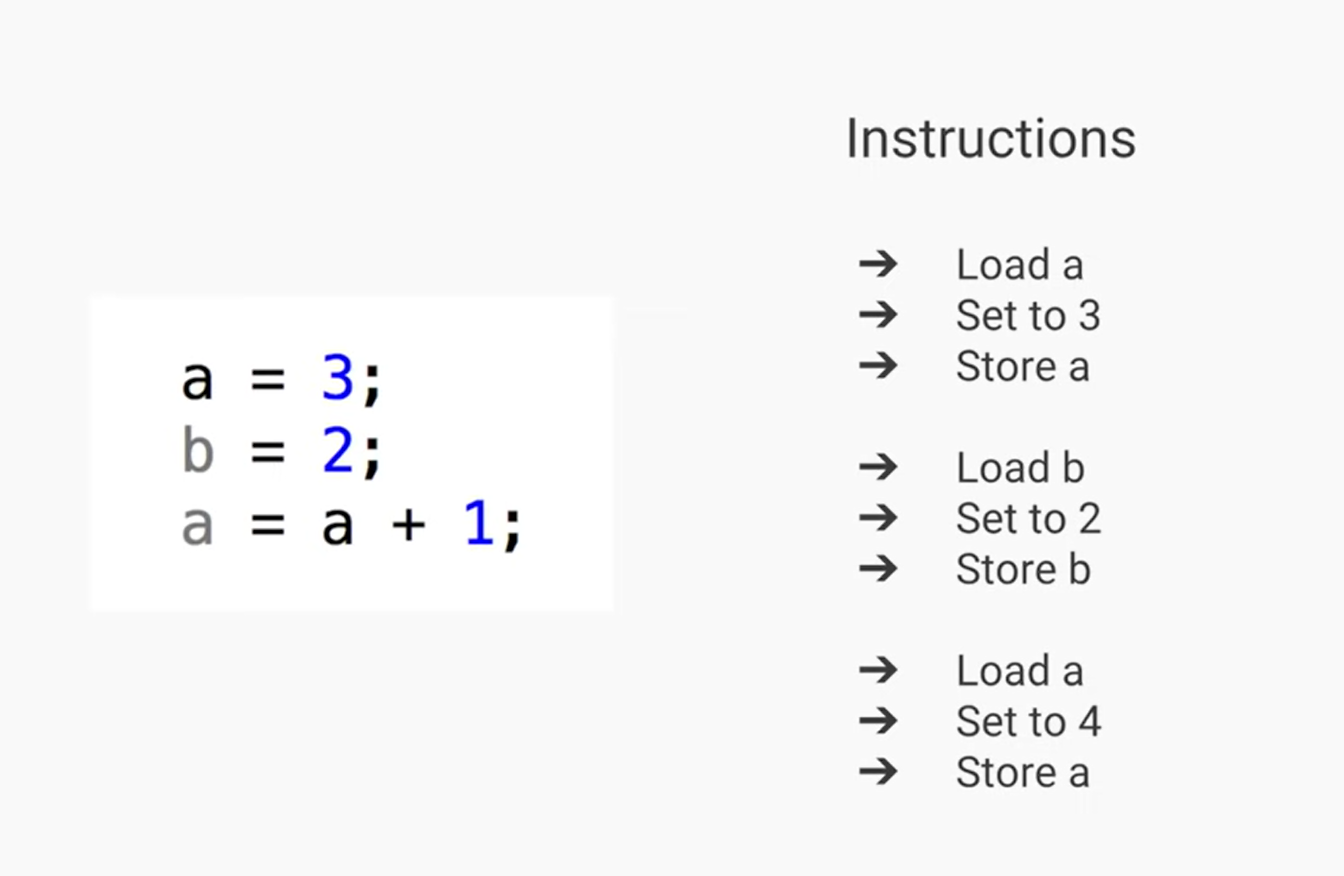 a = 3;
b = 2;
a = a + 1;
Instructions
➔ Load a
➔ Set to 3
➔ Store a
➔ Load b
➔ Set to 2
➔ Store b
➔ Load a
➔ Set to 4
➔ Store a